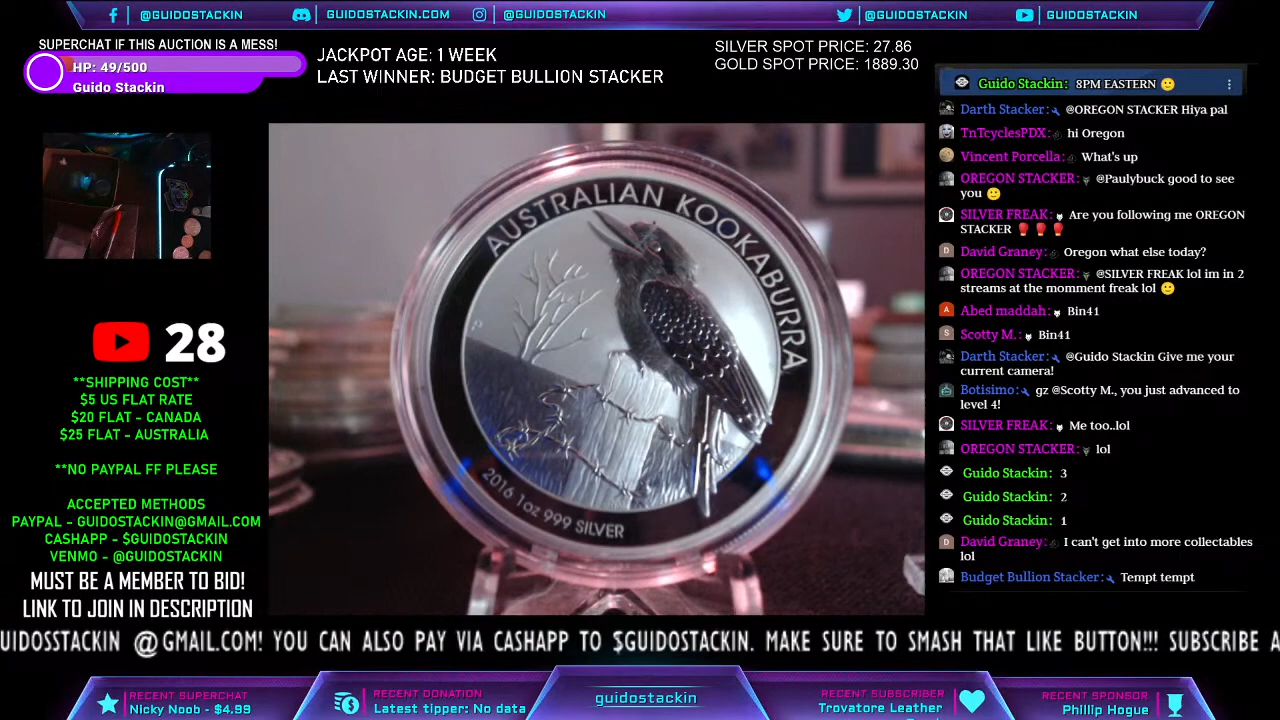 @GUIDOSTACKIN
GUIDOSTACKIN.COM
@GUIDOSTACKIN
@GUIDOSTACKIN
GUIDOSTACKIN
SUPERCHAT IF THIS AUCTION IS A MESS!
HP: 49/500
Guido Stackin
JACKPOT AGE: 1 WEEK
LAST WINNER: BUDGET BULLION STACKER
SILVER SPOT PRICE: 27.86
GOLD SPOT PRICE: 1889.30
28
**SHIPPING COST**
$5 US FLAT RATE
$20 FLAT - CANADA
$25 FLAT - AUSTRALIA
**NO PAYPAL FF PLEASE
ACCEPTED METHODS
PAYPAL - GUIDOSTACKIN@GMAIL.COM
CASHAPP - $GUIDOSTACKIN
VENMO - @GUIDOSTACKIN
MUST BE A MEMBER TO BID!
LINK TO JOIN IN DESCRIPTION
AUSTRALIAN KOOKABURRA
2016 1oz 999 SILVER
Guido Stackin: 8PM EASTERN 🙂
Darth Stacker: @OREGON STACKER Hiya pal
TnTcyclesPDX: hi Oregon
Vincent Porcella: What's up
OREGON STACKER: @Paulybuck good to see
you 🙂
SILVER FREAK: Are you following me OREGON
STACKER 🥊🥊🥊
David Graney: Oregon what else today?
OREGON STACKER: @SILVER FREAK lol im in 2
streams at the momment freak lol 🙂
Abed maddah: Bin41
Scotty M.: Bin41
Darth Stacker: @Guido Stackin Give me your
current camera!
Botisimo: gz @Scotty M., you just advanced to
level 4!
SILVER FREAK: Me too..lol
OREGON STACKER: lol
Guido Stackin: 3
Guido Stackin: 2
Guido Stackin: 1
David Graney: I can't get into more collectables
lol
Budget Bullion Stacker: Tempt tempt
UIDOSSTACKIN @GMAIL.COM! YOU CAN ALSO PAY VIA CASHAPP TO $GUIDOSTACKIN. MAKE SURE TO SMASH THAT LIKE BUTTON!!! SUBSCRIBE A
RECENT SUPERCHAT
Nicky Noob - $4.99
RECENT DONATION
Latest tipper: No data
guidostackin
RECENT SUBSCRIBER
Trovatore Leather
RECENT SPONSOR
Phillip Hogue